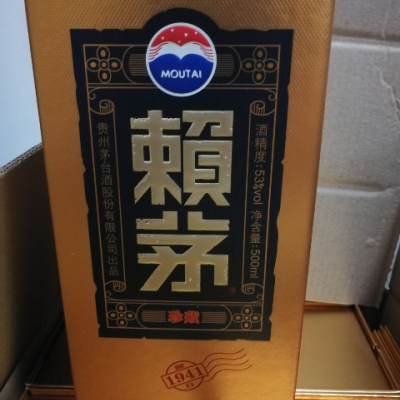 MOUTAI
賴茅
酒精度:53%vol 净含量:500ml
贵州茅台酒股份有限公司出品
珍藏
1941